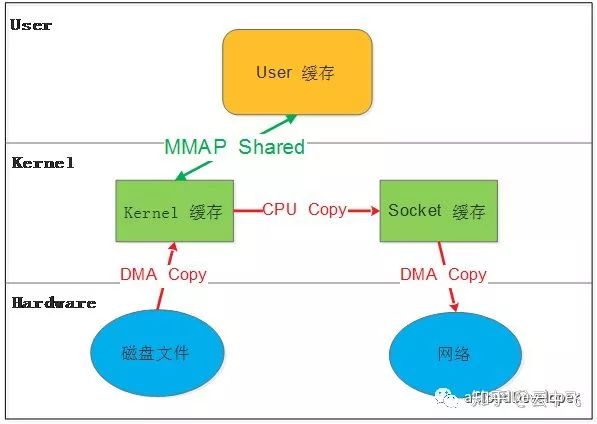 User
User 缓存
MMAP Shared
Kernel
Kernel 缓存
CPU Copy
Socket 缓存
DMA Copy
DMA Copy
Hardware
磁盘文件
网络